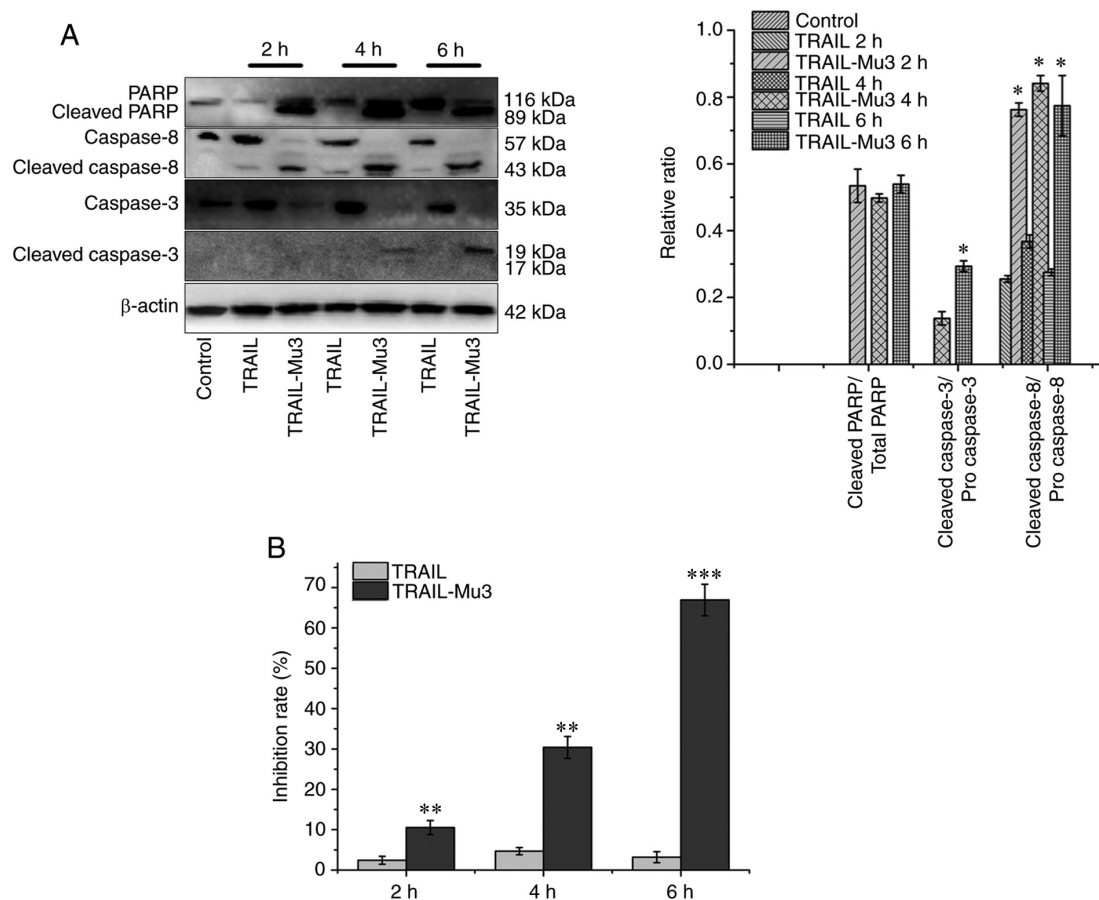 A
2 h 4 h 6 h
PARP
Cleaved PARP
116 kDa
89 kDa
Caspase-8
57 kDa
Cleaved caspase-8
43 kDa
Caspase-3
35 kDa
Cleaved caspase-3
19 kDa
17 kDa
β-actin
42 kDa
Control
TRAIL
TRAIL-Mu3
TRAIL
TRAIL-Mu3
TRAIL
TRAIL-Mu3
Control
TRAIL 2 h
TRAIL-Mu3 2 h
TRAIL 4 h
TRAIL-Mu3 4 h
TRAIL 6 h
TRAIL-Mu3 6 h
Relative ratio
1.0
0.8
0.6
0.4
0.2
0.0
*
*
*
*
Cleaved PARP/
Total PARP
Cleaved caspase-3/
Pro caspase-3
Cleaved caspase-8/
Pro caspase-8
B
TRAIL
TRAIL-Mu3
Inhibition rate (%)
70
60
50
40
30
20
10
0
**
**
***
2 h 4 h 6 h